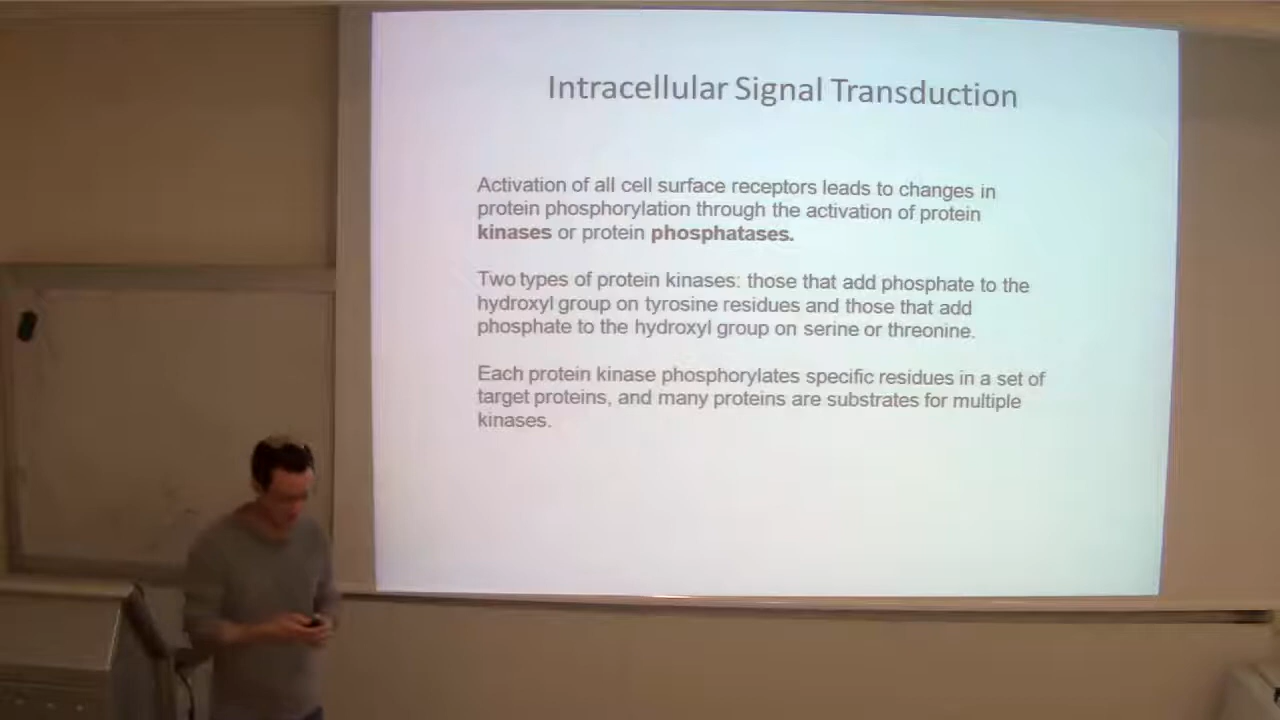 Intracellular Signal Transduction
Activation of all cell surface receptors leads to changes in
protein phosphorylation through the activation of protein
kinases or protein phosphatases.
Two types of protein kinases: those that add phosphate to the
hydroxyl group on tyrosine residues and those that add
phosphate to the hydroxyl group on serine or threonine.
Each protein kinase phosphorylates specific residues in a set of
target proteins, and many proteins are substrates for multiple
kinases.